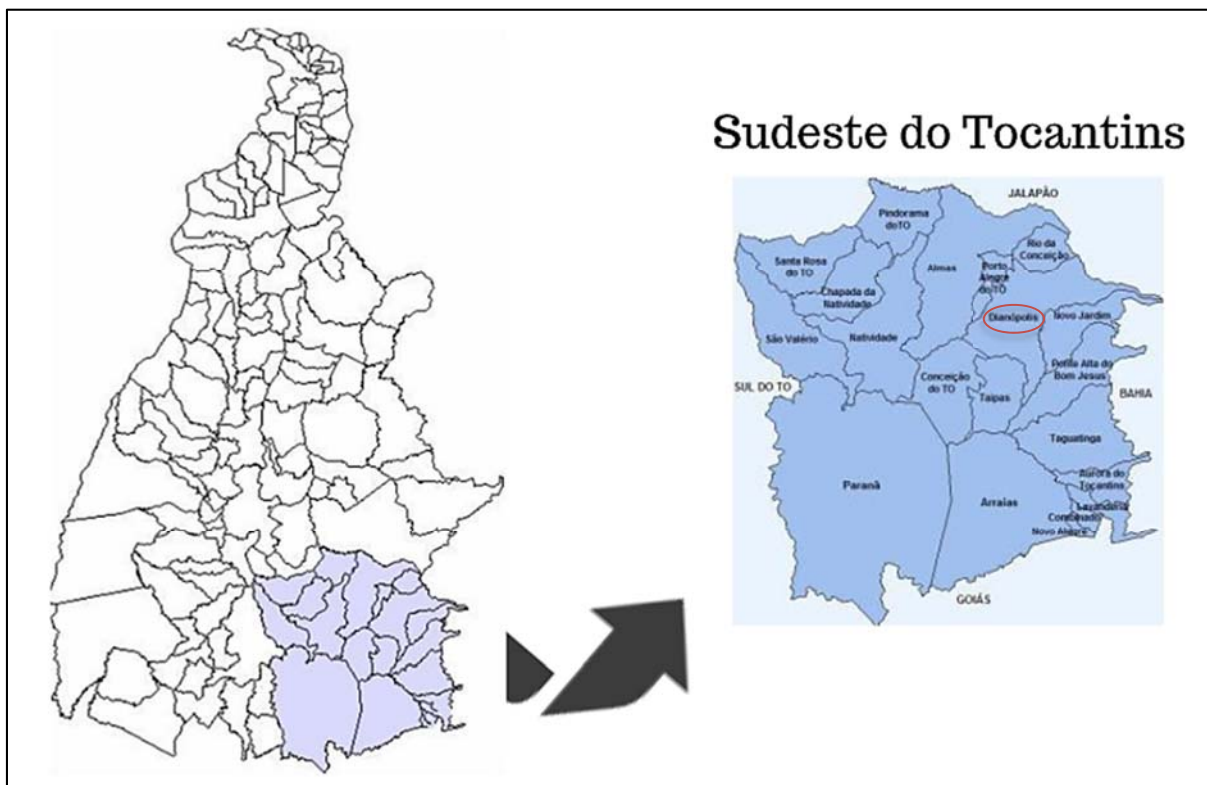 Sudeste do Tocantins
JALAPÃO
Pindorama
do TO
Rio da
Conceição
Santa Rosa
do TO
Almas
Porto
Alegre
do TO
Chapada da
Natividade
Dianópolis
Novo Jardim
São Valério
Natividade
Ponte Alta do
Bom Jesus
SUL DO TO
Conceição
do TO
Taipas
BAHIA
Taguatinga
Aurora do
Tocantins
Paranã
Arraias
Lavandeira
Combinado
Novo Alegre
GOIÁS